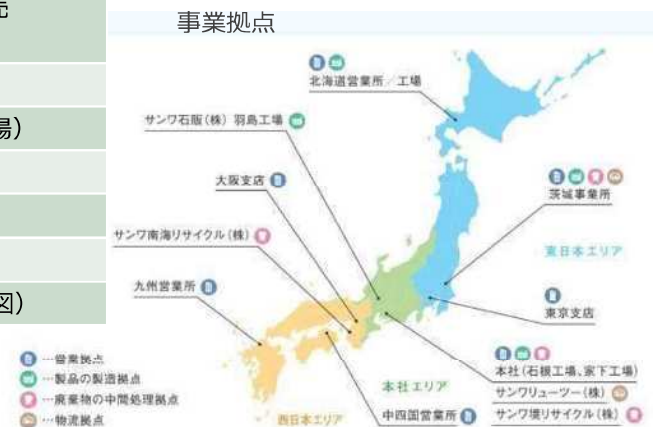 売
事業拠点
場）
図）
北海道営業所／工場
サンワ石販(株) 羽島工場
大阪支店
茨城事業所
サンワ南海リサイクル(株)
東日本エリア
九州営業所
東京支店
本社(石根工場、家下工場)
本社エリア
サンワリューツー(株)
西日本エリア
中四国営業所
サンワ境リサイクル(株)
…営業拠点
…製品の製造拠点
…廃棄物の中間処理拠点
…物流拠点